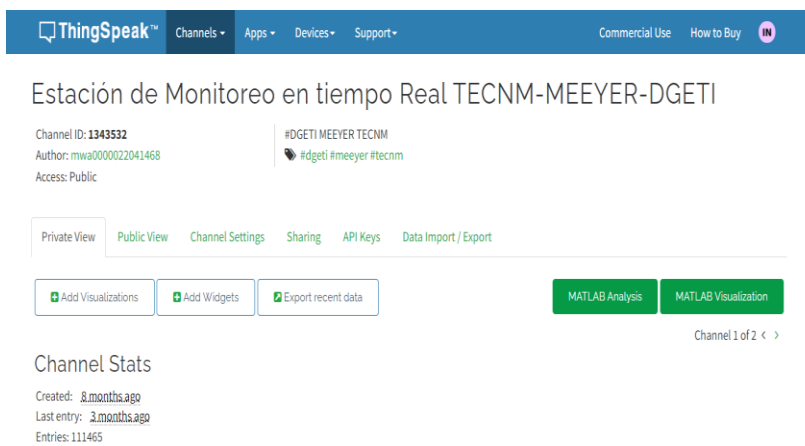 ThingSpeak™ Channels Apps Devices Support Commercial Use How to Buy IN
Estación de Monitoreo en tiempo Real TECNM-MEEYER-DGETI
Channel ID: 1343532
Author: mwa0000022041468
Access: Public
#DGETI MEEYER TECNM
#dgeti #meeyer #tecnm
Private View Public View Channel Settings Sharing API Keys Data Import / Export
Add Visualizations Add Widgets Export recent data MATLAB Analysis MATLAB Visualization
Channel 1 of 2 < >
Channel Stats
Created: 8 months ago
Last entry: 3 months ago
Entries: 111465